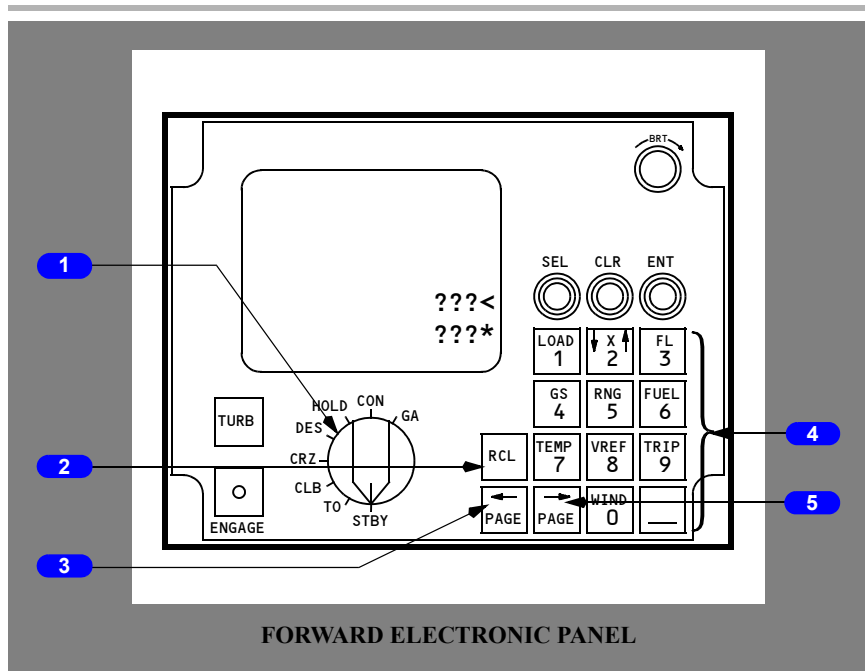 BRT
SEL CLR ENT
???<
???*
LOAD X FL
1 2 3
GS RNG FUEL
4 5 6
TURB
HOLD CON GA
DES
CRZ
CLB
TO
STBY
RCL
TEMP VREF TRIP
7 8 9
PAGE PAGE
WIND
0
ENGAGE
1
2
3
4
5
FORWARD ELECTRONIC PANEL